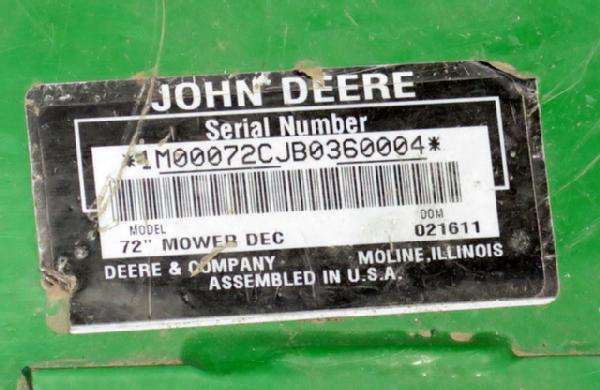 JOHN DEERE
Serial Number
*1M00072CJB0360004*
MODEL DOM
72" MOWER DEC 021611
DEERE & COMPANY MOLINE, ILLINOIS
ASSEMBLED IN U.S.A.